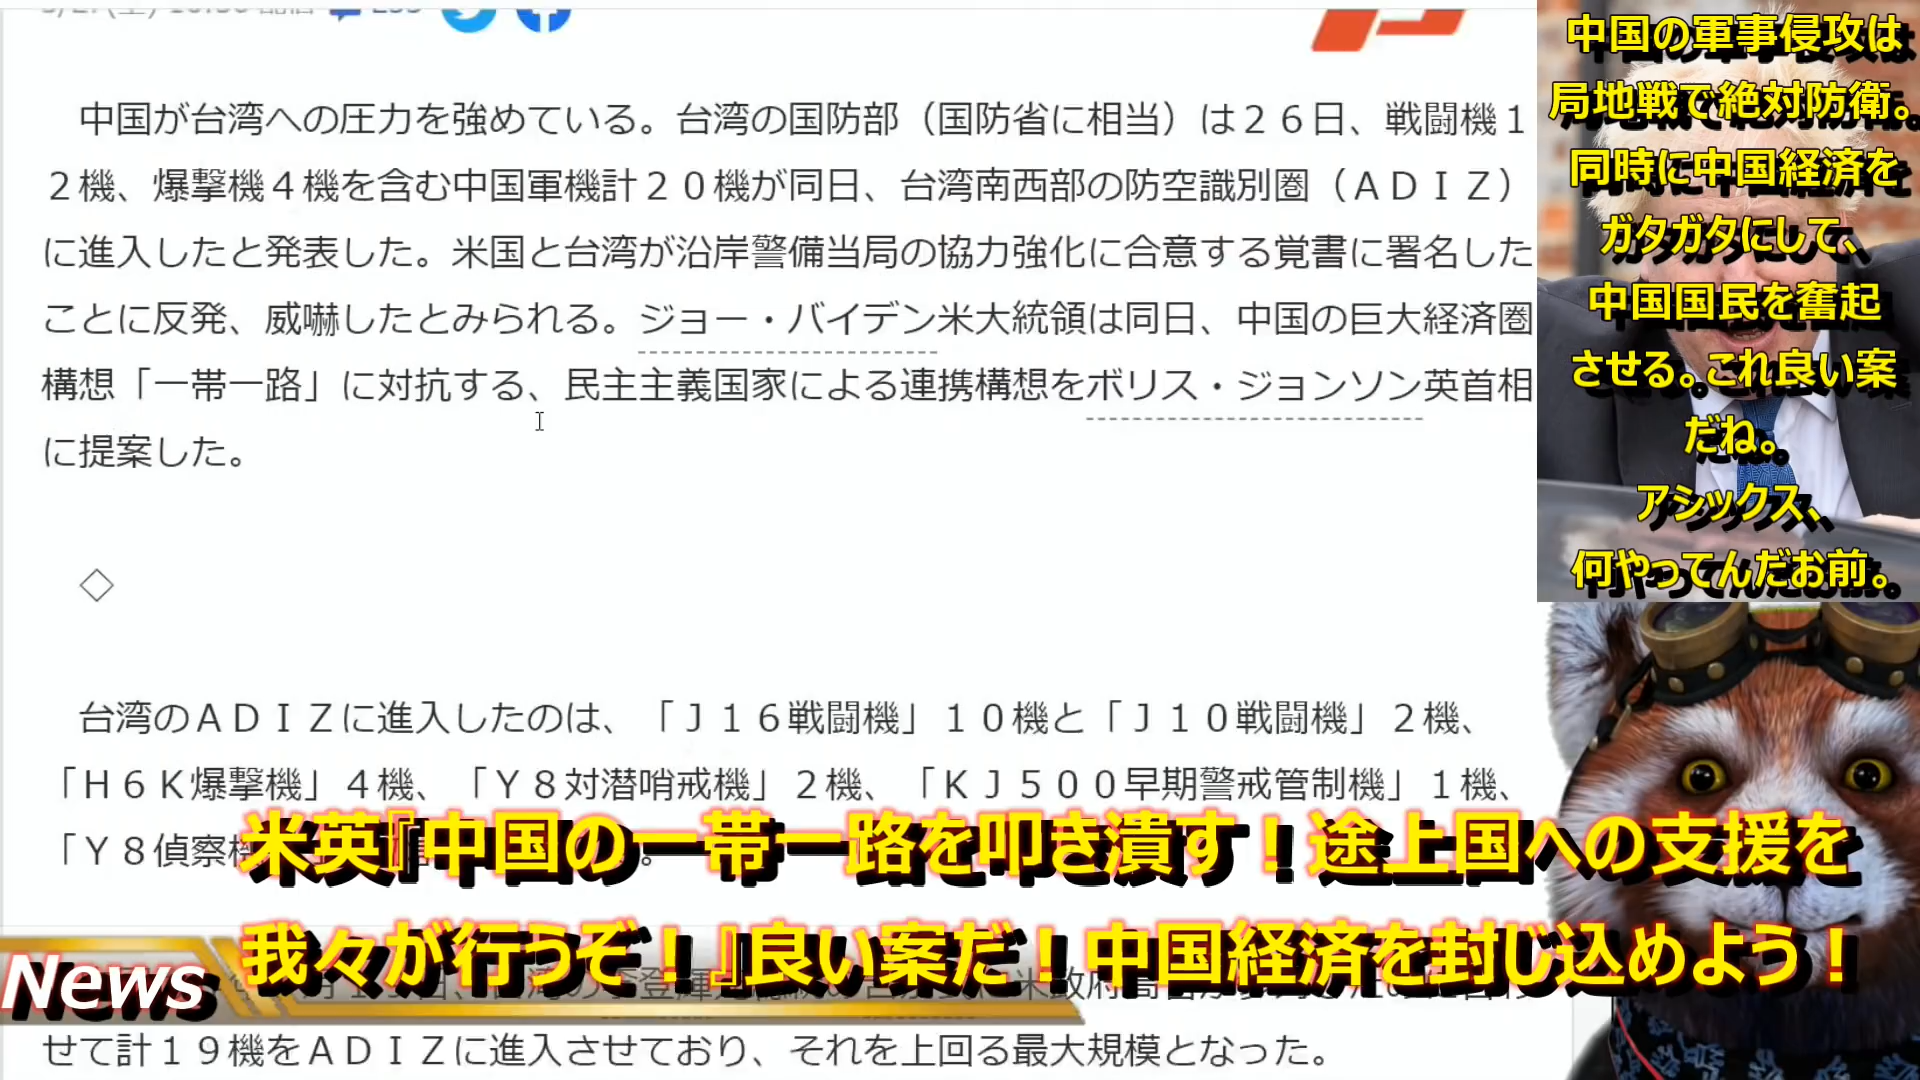 中国が台湾への圧力を強めている。台湾の国防部（国防省に相当）は２６日、戦闘機１
２機、爆撃機４機を含む中国軍機計２０機が同日、台湾南西部の防空識別圏（ＡＤＩＺ）
に進入したと発表した。米国と台湾が沿岸警備当局の協力強化に合意する覚書に署名した
ことに反発、威嚇したとみられる。ジョー・バイデン米大統領は同日、中国の巨大経済圏
構想「一帯一路」に対抗する、民主主義国家による連携構想をボリス・ジョンソン英首相
に提案した。
◇
台湾のＡＤＩＺに進入したのは、「Ｊ１６戦闘機」１０機と「Ｊ１０戦闘機」２機、
「Ｈ６Ｋ爆撃機」４機、「Ｙ８対潜哨戒機」２機、「ＫＪ５００早期警戒管制機」１機、
「Ｙ８偵察機
せて計１９機をＡＤＩＺに進入させており、それを上回る最大規模となった。
中国の軍事侵攻は
局地戦で絶対防衛。
同時に中国経済を
ガタガタにして、
中国国民を奮起
させる。これ良い案
だね。
アシックス、
何やってんだお前。
米英『中国の一帯一路を叩き潰す！途上国への支援を
我々が行うぞ！』良い案だ！中国経済を封じ込めよう！
News